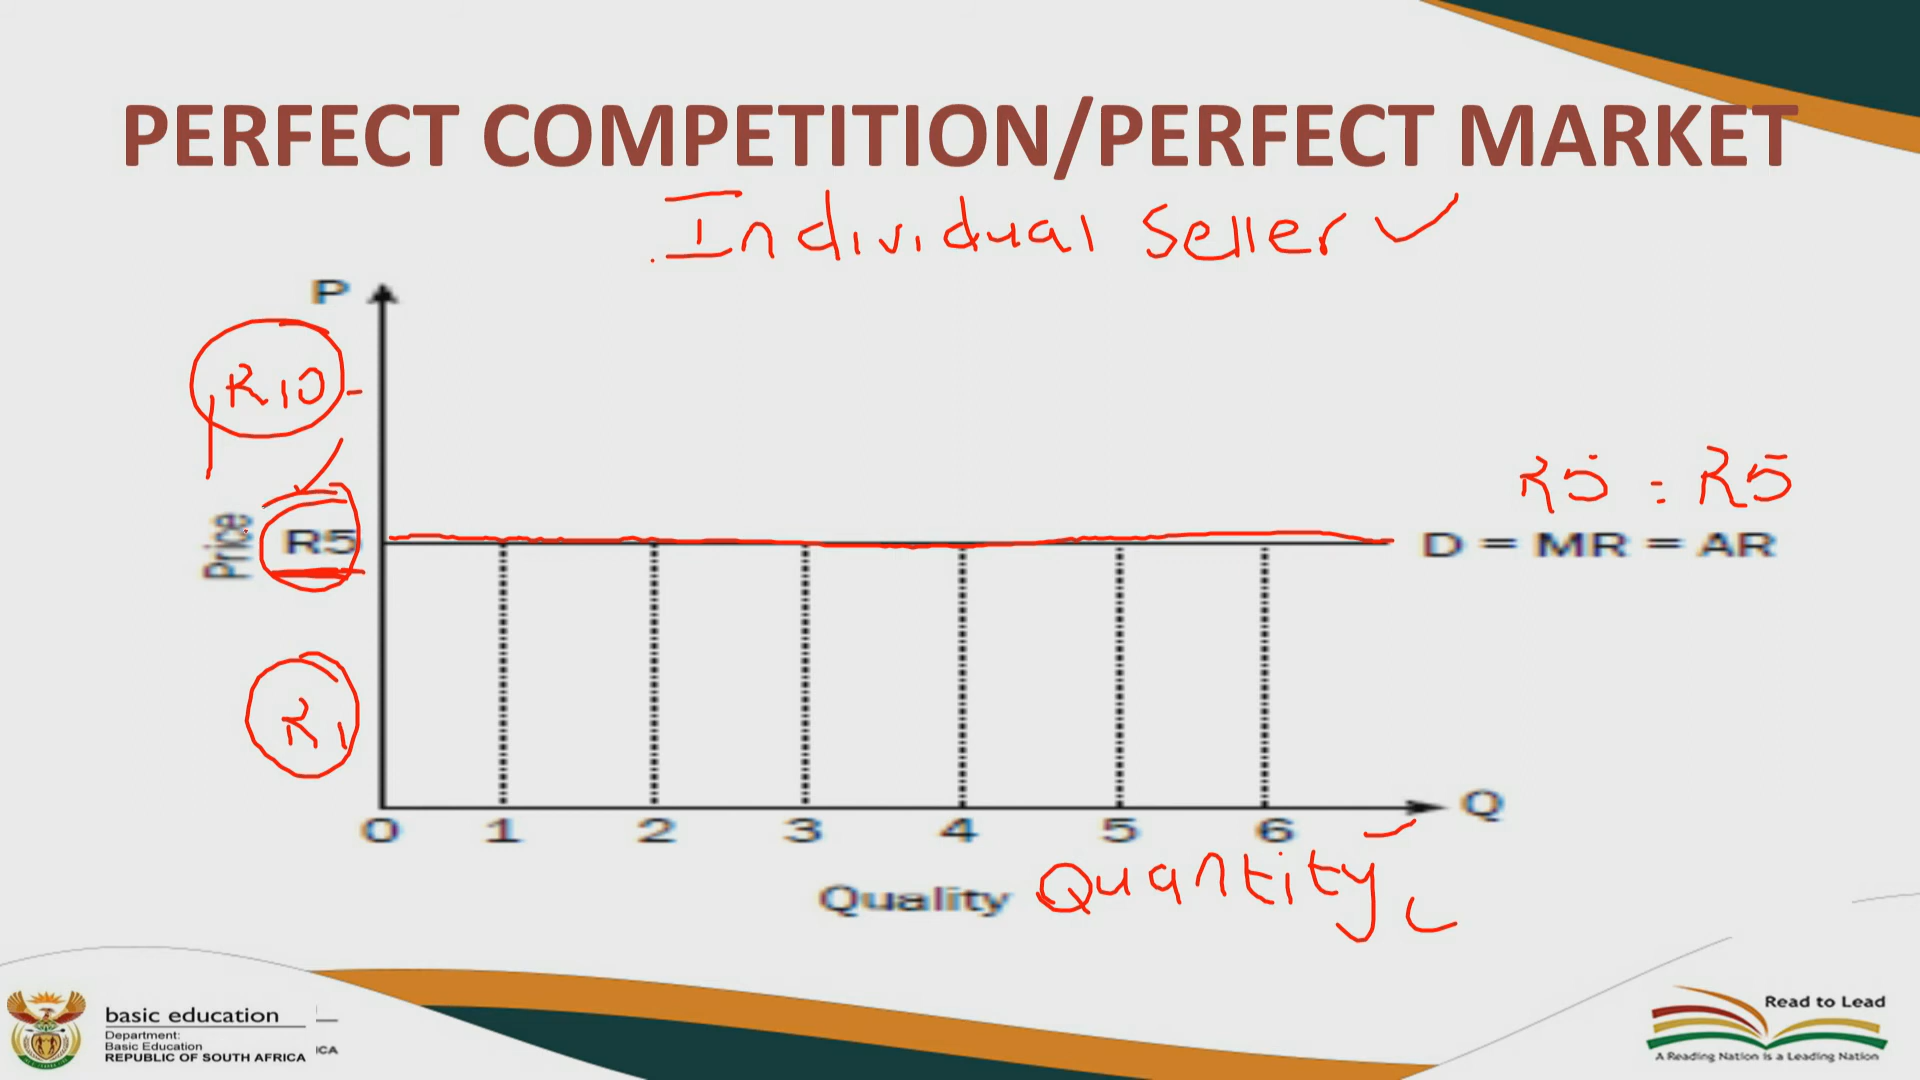 PERFECT COMPETITION/PERFECT MARKET
Individual Seller
P
R10
R5 = R5
Price
R5
D = MR = AR
R1
Q
0 1 2 3 4 5 6
Quality Quantity
basic education
Department:
Basic Education
REPUBLIC OF SOUTH AFRICA
ICA
Read to Lead
A Reading Nation is a Leading Nation